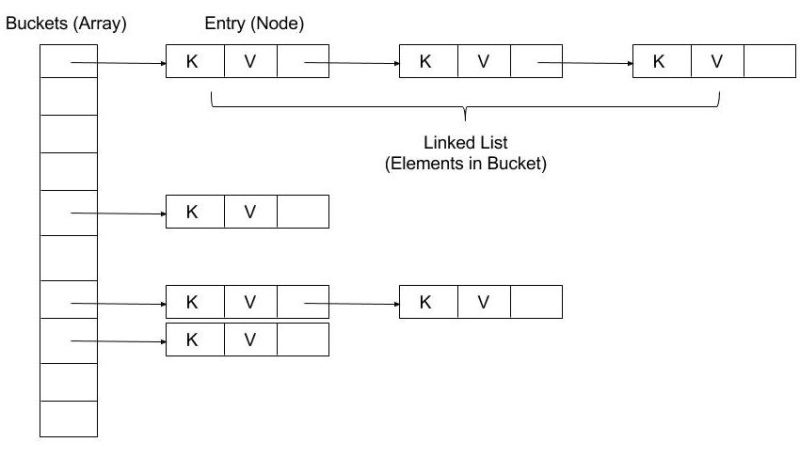 Buckets (Array) Entry (Node)
K V K V K V
Linked List
(Elements in Bucket)
K V
K V K V
K V